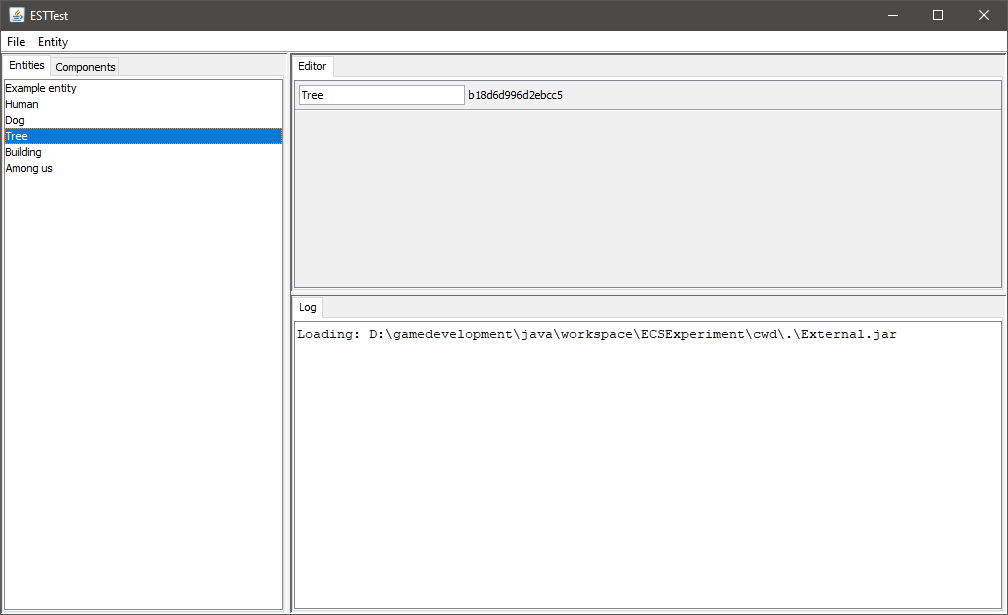 ESTTest
File Entity
Entities Components
Example entity
Human
Dog
Tree
Building
Among us
Editor
Tree b18d6d996d2ebcc5
Log
Loading: D:\gamedevelopment\java\workspace\ECSExperiment\cwd\.\External.jar